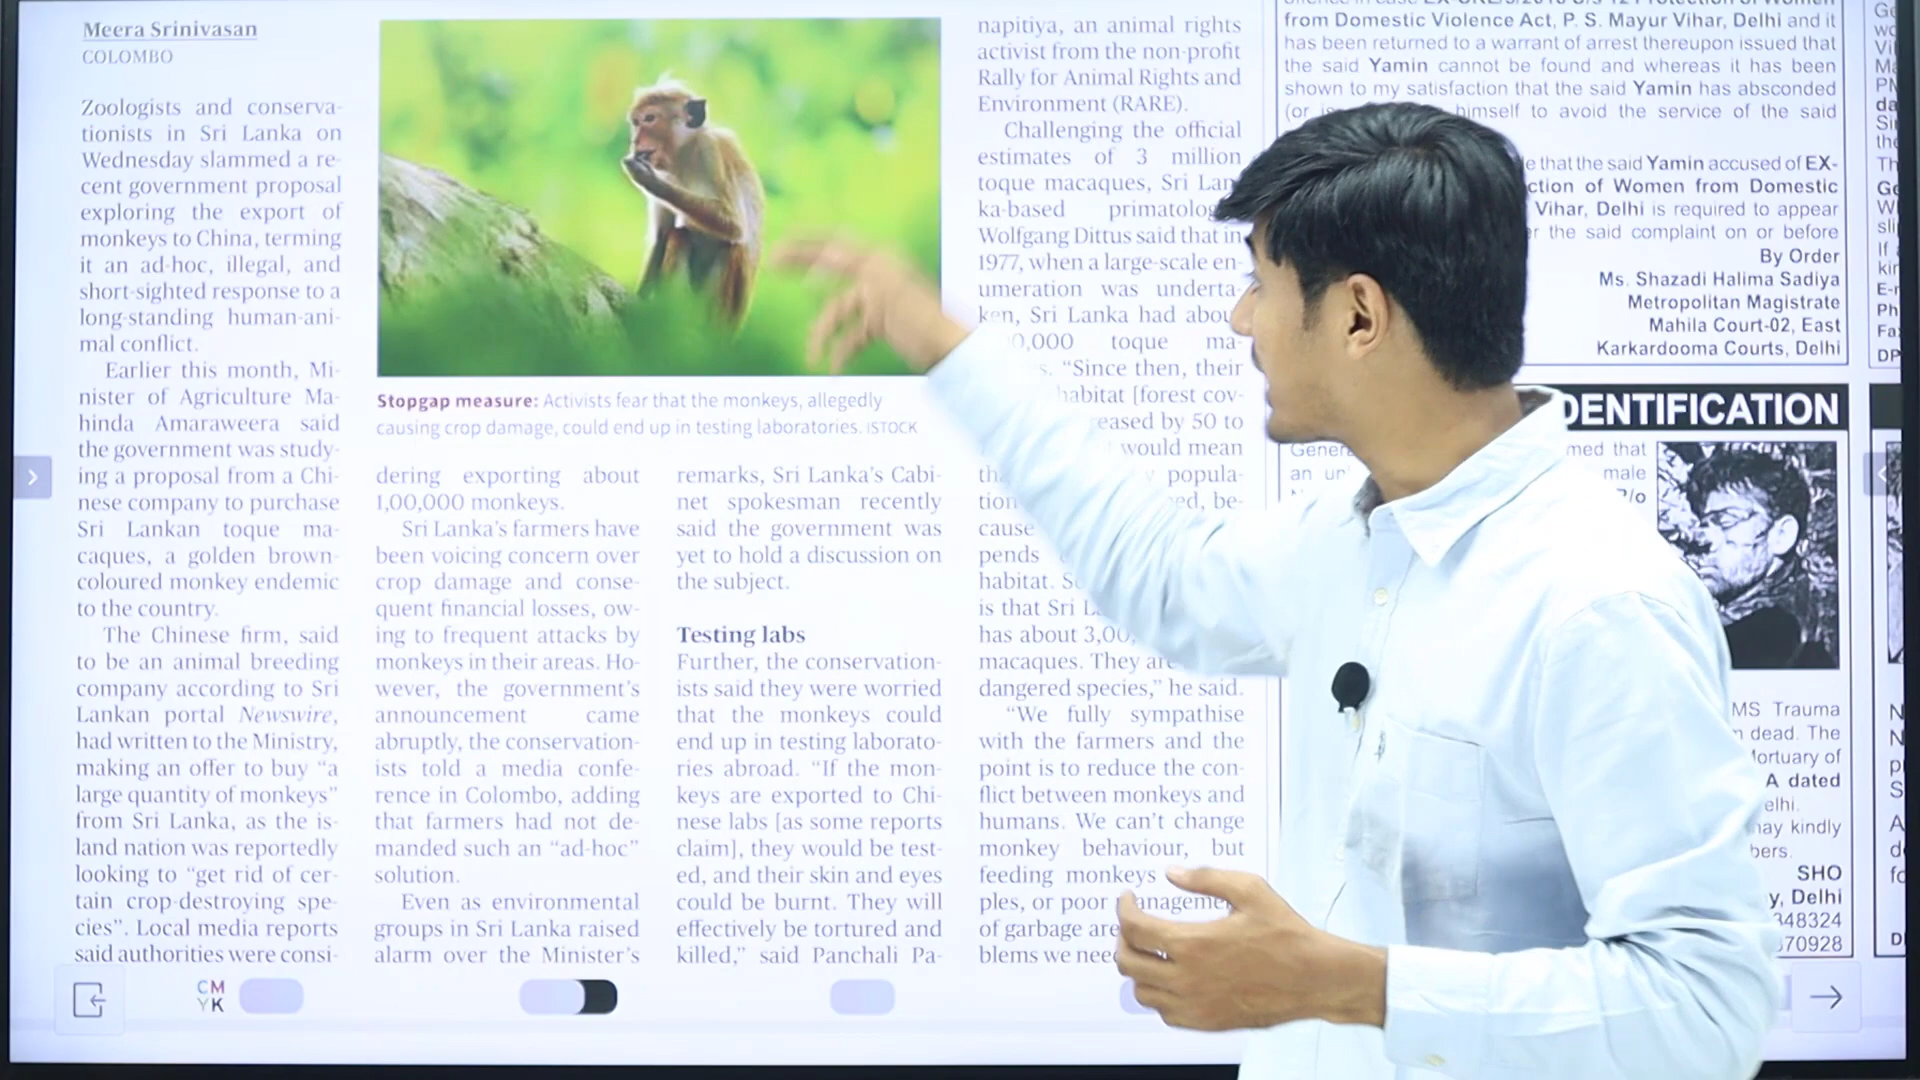 Meera Srinivasan
COLOMBO
Zoologists and conserva-
tionists in Sri Lanka on
Wednesday slammed a re-
cent government proposal
exploring the export of
monkeys to China, terming
it an ad-hoc, illegal, and
short-sighted response to a
long-standing human-ani-
mal conflict.
Earlier this month, Mi-
nister of Agriculture Ma-
hinda Amaraweera said
the government was study-
ing a proposal from a Chi-
nese company to purchase
Sri Lankan toque ma-
caques, a golden brown-
coloured monkey endemic
to the country.
The Chinese firm, said
to be an animal breeding
company according to Sri
Lankan portal Newswire,
had written to the Ministry,
making an offer to buy “a
large quantity of monkeys”
from Sri Lanka, as the is-
land nation was reportedly
looking to “get rid of cer-
tain crop-destroying spe-
cies”. Local media reports
said authorities were consi-
Stopgap measure: Activists fear that the monkeys, allegedly
causing crop damage, could end up in testing laboratories. ISTOCK
dering exporting about
1,00,000 monkeys.
Sri Lanka’s farmers have
been voicing concern over
crop damage and conse-
quent financial losses, ow-
ing to frequent attacks by
monkeys in their areas. Ho-
wever, the government’s
announcement came
abruptly, the conservation-
ists told a media confe-
rence in Colombo, adding
that farmers had not de-
manded such an “ad-hoc”
solution.
Even as environmental
groups in Sri Lanka raised
alarm over the Minister’s
remarks, Sri Lanka’s Cabi-
net spokesman recently
said the government was
yet to hold a discussion on
the subject.
Testing labs
Further, the conservation-
ists said they were worried
that the monkeys could
end up in testing laborato-
ries abroad. “If the mon-
keys are exported to Chi-
nese labs [as some reports
claim], they would be test-
ed, and their skin and eyes
could be burnt. They will
effectively be tortured and
killed,” said Panchali Pa-
napitiya, an animal rights
activist from the non-profit
Rally for Animal Rights and
Environment (RARE).
Challenging the official
estimates of 3 million
toque macaques, Sri Lan
ka-based
Wolfgang Dittus said that in
1977, when a large-scale en-
umeration was underta-
ken, Sri Lanka had
toque ma-
“Since then, their
habitat [forest cov-
by 50 to
would mean
popula-
be-
cause
habitat.
is that Sri
has about
macaques. They
species,” he said.
“We fully sympathise
with the farmers and the
point is to reduce the con-
flict between monkeys and
humans. We can’t change
monkey behaviour, but
feeding monkeys
ples, or poor
of garbage are
blems we
from Domestic Violence Act, P. S. Mayur Vihar, Delhi and it
has been returned to a warrant of arrest thereupon issued that
the said Yamin cannot be found and whereas it has been
shown to my satisfaction that the said Yamin has absconded
(or himself to avoid the service of the said
that the said Yamin accused of EX-
of Women from Domestic
Vihar, Delhi is required to appear
the said complaint on or before
By Order
Ms. Shazadi Halima Sadiya
Metropolitan Magistrate
Mahila Court-02, East
Karkardooma Courts, Delhi
DENTIFICATION
that
an male
MS Trauma
dead. The
of
A dated
kindly
SHO
Delhi
CM
YK